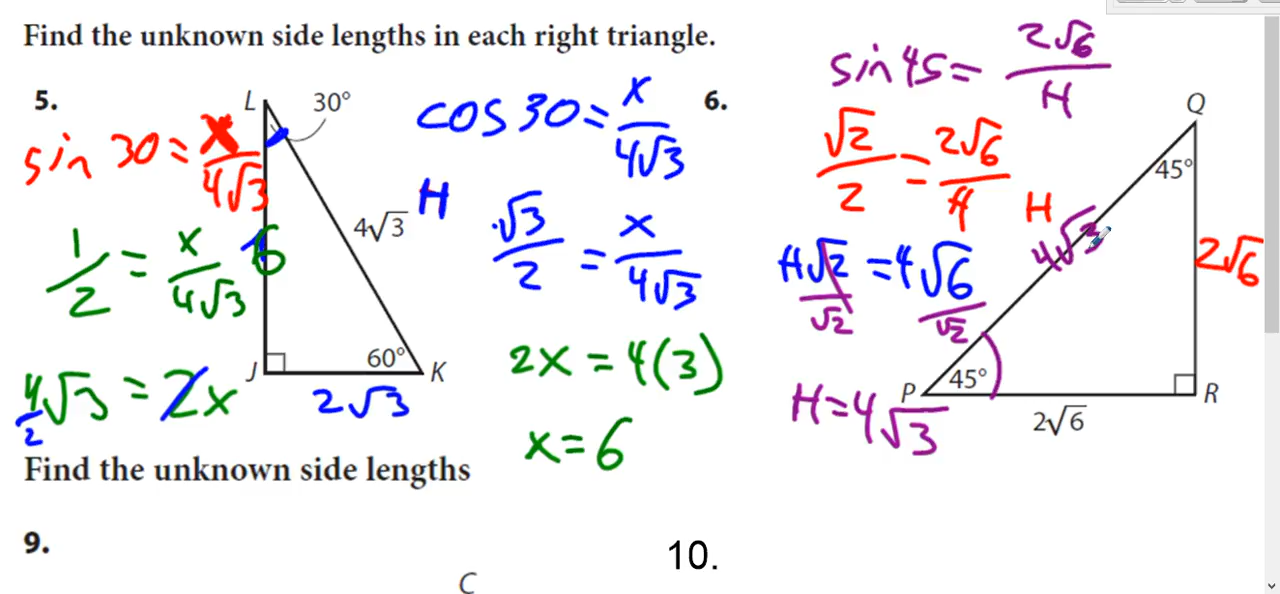 Find the unknown side lengths in each right triangle.
5.
L
30°
sin 30 = x/4√3
cos 30 = x/4√3
1/2 = x/4√3
6
4√3
H
√3/2 = x/4√3
4√3 = 2x
2
J
60°
K
2√3
2x = 4(3)
x = 6
6.
sin 45 = 2√6/H
√2/2 = 2√6/H
H√2/√2 = 4√6/√2
H = 4√3
Q
45°
H
4√3
2√6
P
45°
R
2√6
Find the unknown side lengths
9.
C
10.